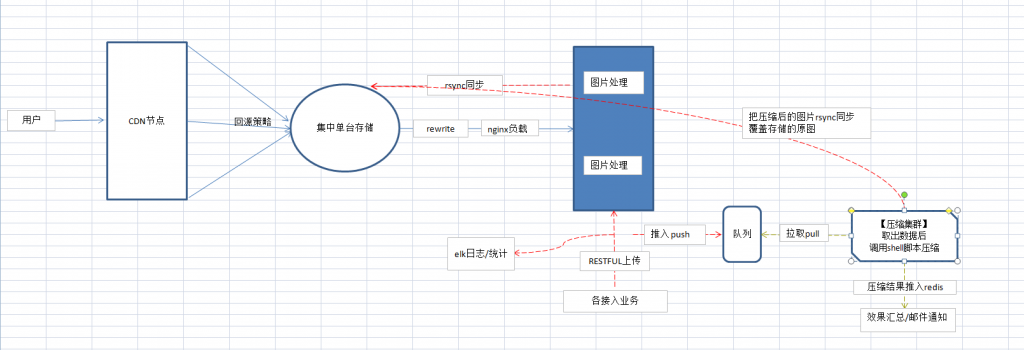 用户
CDN节点
回源策略
集中单台存储
rsync同步
rewrite
nginx负载
图片处理
图片处理
把压缩后的图片rsync同步
覆盖存储的原图
elk日志/统计
RESTFUL上传
各接入业务
推入 push
队列
拉取pull
【压缩集群】
取出数据后
调用shell脚本压缩
压缩结果推入redis
效果汇总/邮件通知